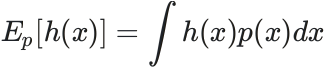 $E_p[h(x)] = \int h(x)p(x)dx$